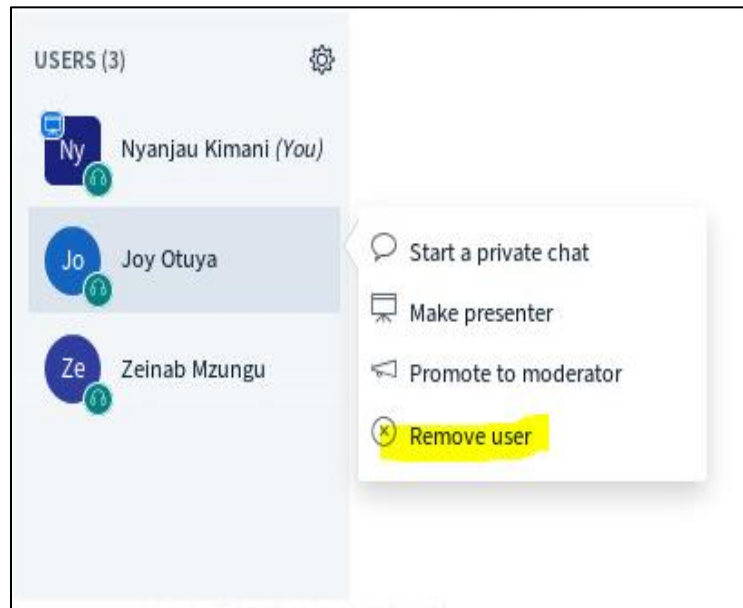 USERS (3)
Ny
Nyanjau Kimani (You)
Jo
Joy Otuya
Start a private chat
Make presenter
Promote to moderator
Remove user
Ze
Zeinab Mzungu